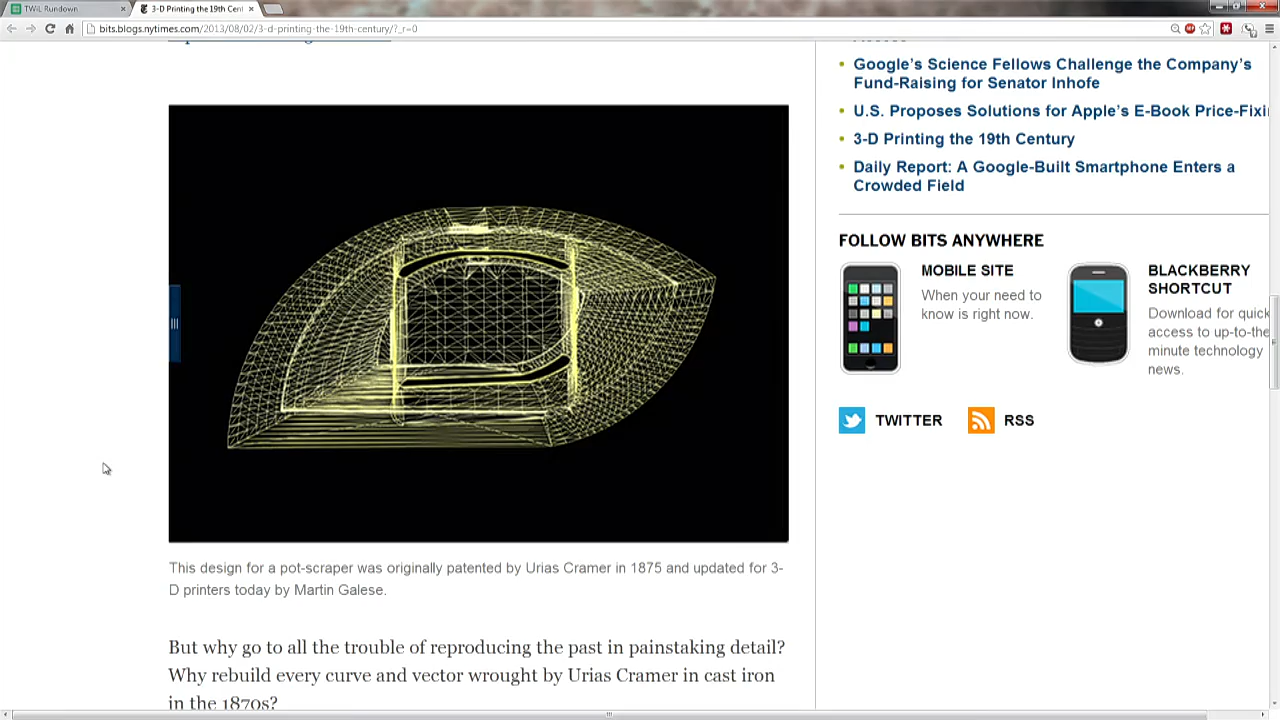 TWiL Rundown
3-D Printing the 19th Cent
bits.blogs.nytimes.com/2013/08/02/3-d-printing-the-19th-century/?_r=0
Google's Science Fellows Challenge the Company's
Fund-Raising for Senator Inhofe
U.S. Proposes Solutions for Apple's E-Book Price-Fixi
3-D Printing the 19th Century
Daily Report: A Google-Built Smartphone Enters a
Crowded Field
FOLLOW BITS ANYWHERE
MOBILE SITE
When your need to
know is right now.
BLACKBERRY
SHORTCUT
Download for quick
access to up-to-the
minute technology
news.
TWITTER
RSS
This design for a pot-scraper was originally patented by Urias Cramer in 1875 and updated for 3-
D printers today by Martin Galese.
But why go to all the trouble of reproducing the past in painstaking detail?
Why rebuild every curve and vector wrought by Urias Cramer in cast iron
in the 1870s?